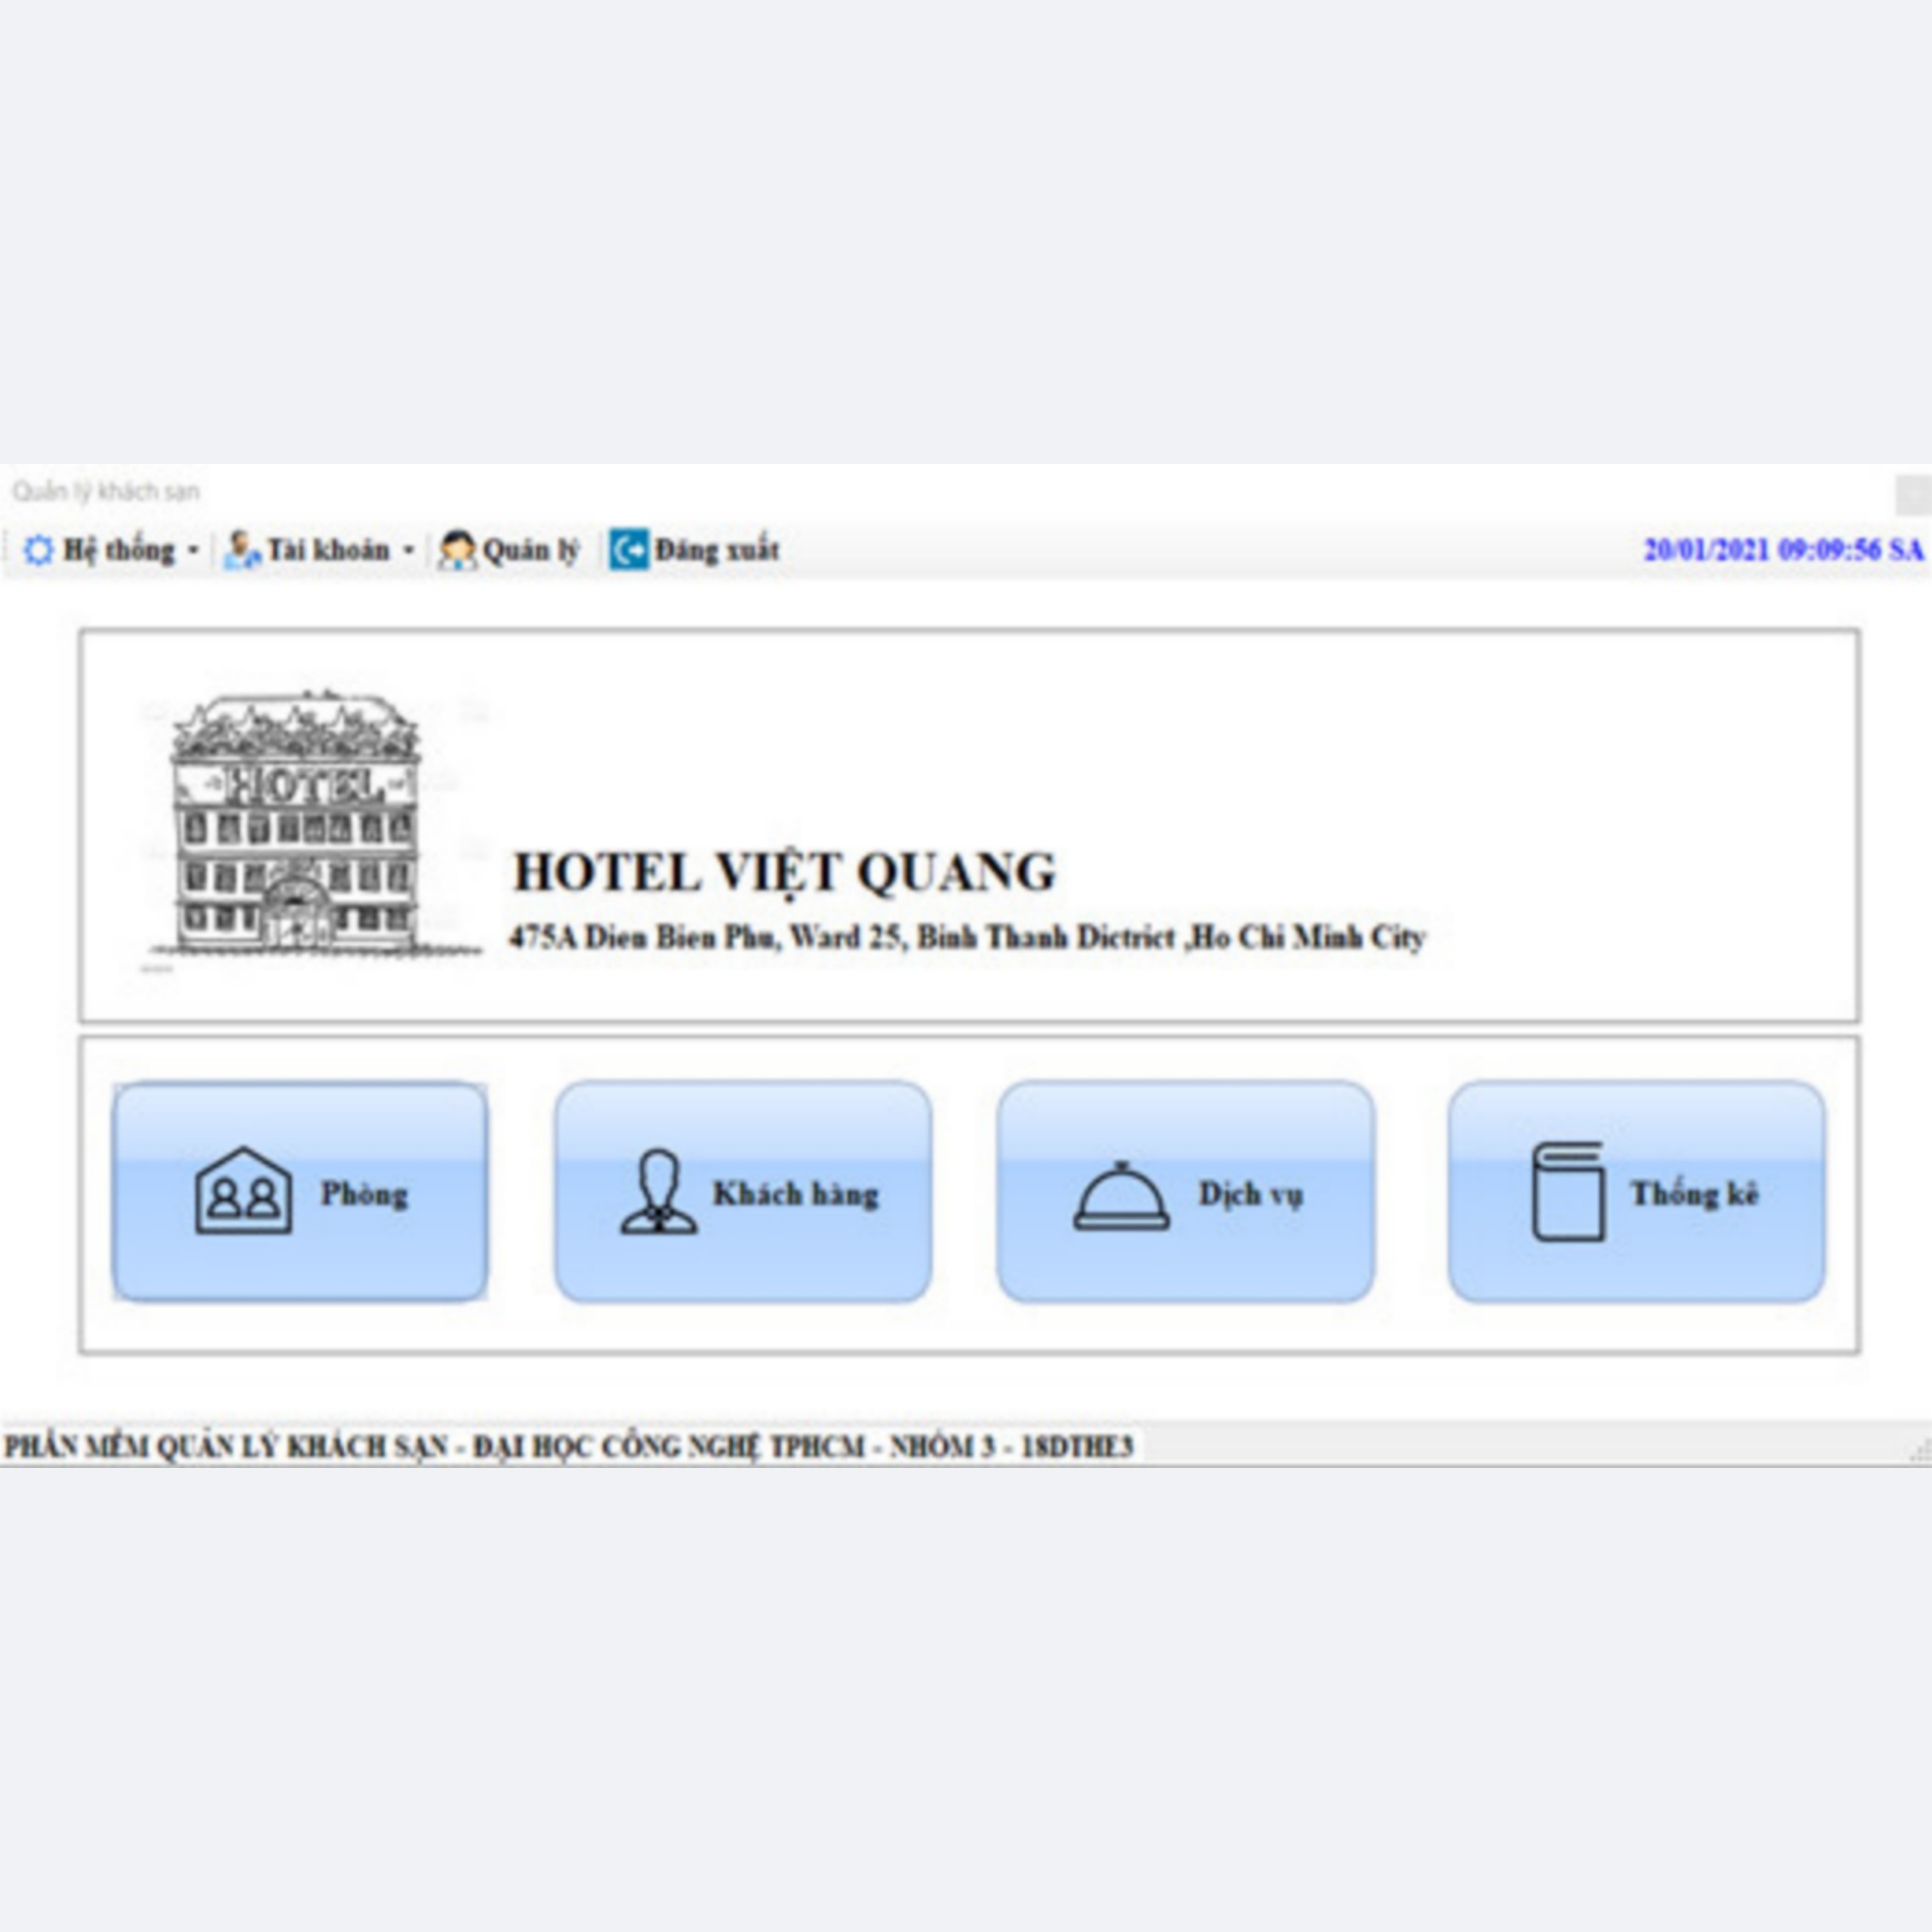 Quản lý khách sạn
Hệ thống Tài khoản Quản lý Đăng xuất 20/01/2021 09:09:56 SA
HOTEL
HOTEL VIỆT QUANG
475A Dien Bien Phu, Ward 25, Binh Thanh Dictrict ,Ho Chi Minh City
Phòng Khách hàng Dịch vụ Thống kê
PHẦN MỀM QUẢN LÝ KHÁCH SẠN - ĐẠI HỌC CÔNG NGHỆ TPHCM - NHÓM 3 - 18DTHE3